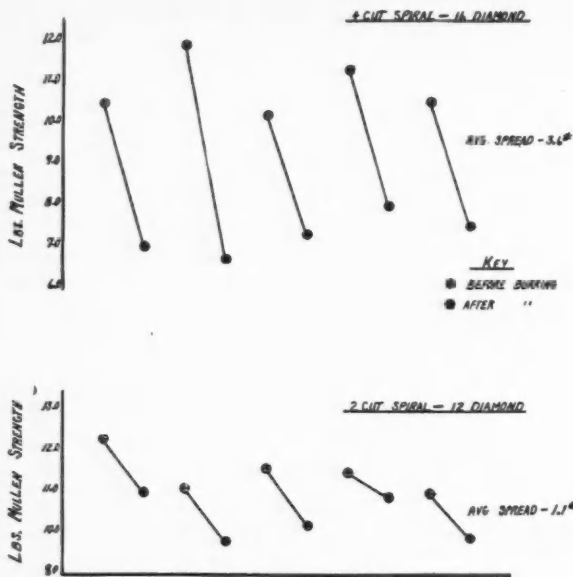 4 CUT SPIRAL — 16 DIAMOND
LBS. MULLEN STRENGTH
12.0
11.0
10.0
9.0
8.0
7.0
6.0
AVG. SPREAD - 3.6#
KEY
BEFORE BURRING
AFTER "
2 CUT SPIRAL — 12 DIAMOND
LBS. MULLEN STRENGTH
13.0
12.0
11.0
10.0
9.0
AVG SPREAD - 1.1#